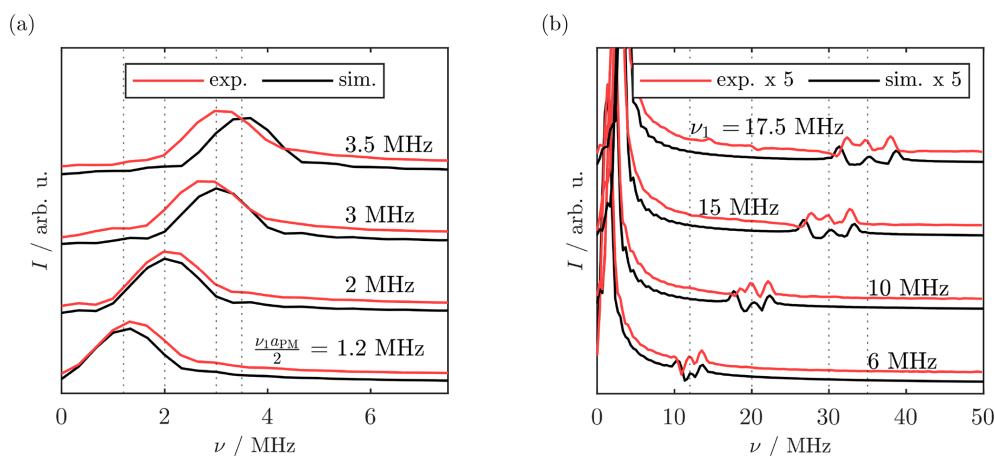 (a)
exp. sim.
3.5 MHz
3 MHz
2 MHz
ν₁aPM/2 = 1.2 MHz
I / arb. u.
0 2 4 6
ν / MHz
(b)
exp. x 5 sim. x 5
ν₁ = 17.5 MHz
15 MHz
10 MHz
6 MHz
I / arb. u.
0 10 20 30 40 50
ν / MHz